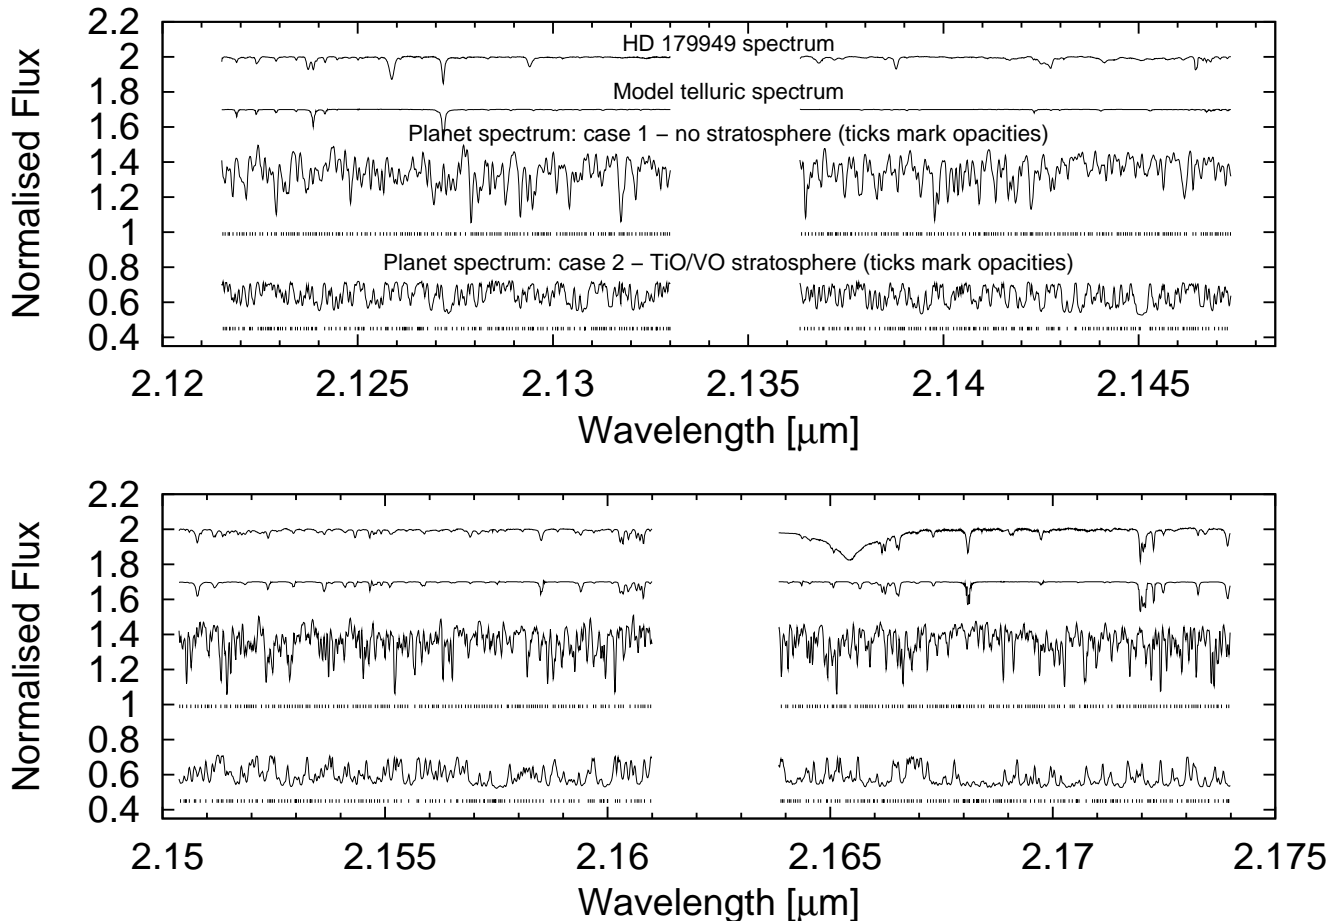 Normalised Flux
2.2
2
1.8
1.6
1.4
1.2
1
0.8
0.6
0.4
HD 179949 spectrum
Model telluric spectrum
Planet spectrum: case 1 – no stratosphere (ticks mark opacities)
Planet spectrum: case 2 – TiO/VO stratosphere (ticks mark opacities)
2.12 2.125 2.13 2.135 2.14 2.145
Wavelength [μm]
Normalised Flux
2.2
2
1.8
1.6
1.4
1.2
1
0.8
0.6
0.4
2.15 2.155 2.16 2.165 2.17 2.175
Wavelength [μm]